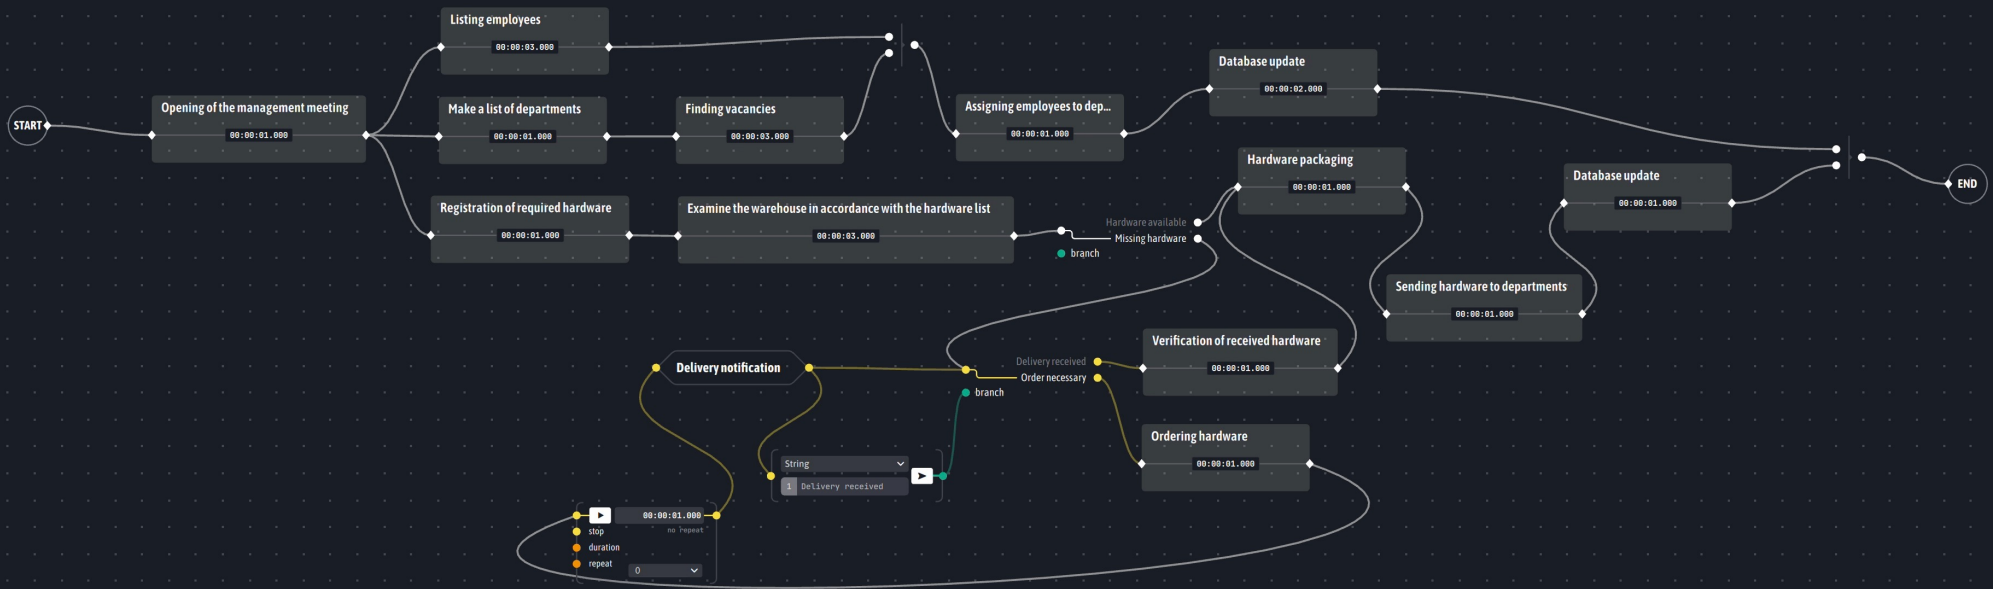 START
Opening of the management meeting
00:00:01.000
Listing employees
00:00:03.000
Make a list of departments
00:00:01.000
Finding vacancies
00:00:03.000
Registration of required hardware
00:00:01.000
Examine the warehouse in accordance with the hardware list
00:00:03.000
Assigning employees to dep...
00:00:01.000
Database update
00:00:02.000
Hardware available
Missing hardware
branch
Hardware packaging
00:00:01.000
Sending hardware to departments
00:00:01.000
Database update
00:00:01.000
END
Delivery notification
Delivery received
Order necessary
branch
Verification of received hardware
00:00:01.000
Ordering hardware
00:00:01.000
String
1 Delivery received
00:00:01.000
no repeat
stop
duration
repeat
0